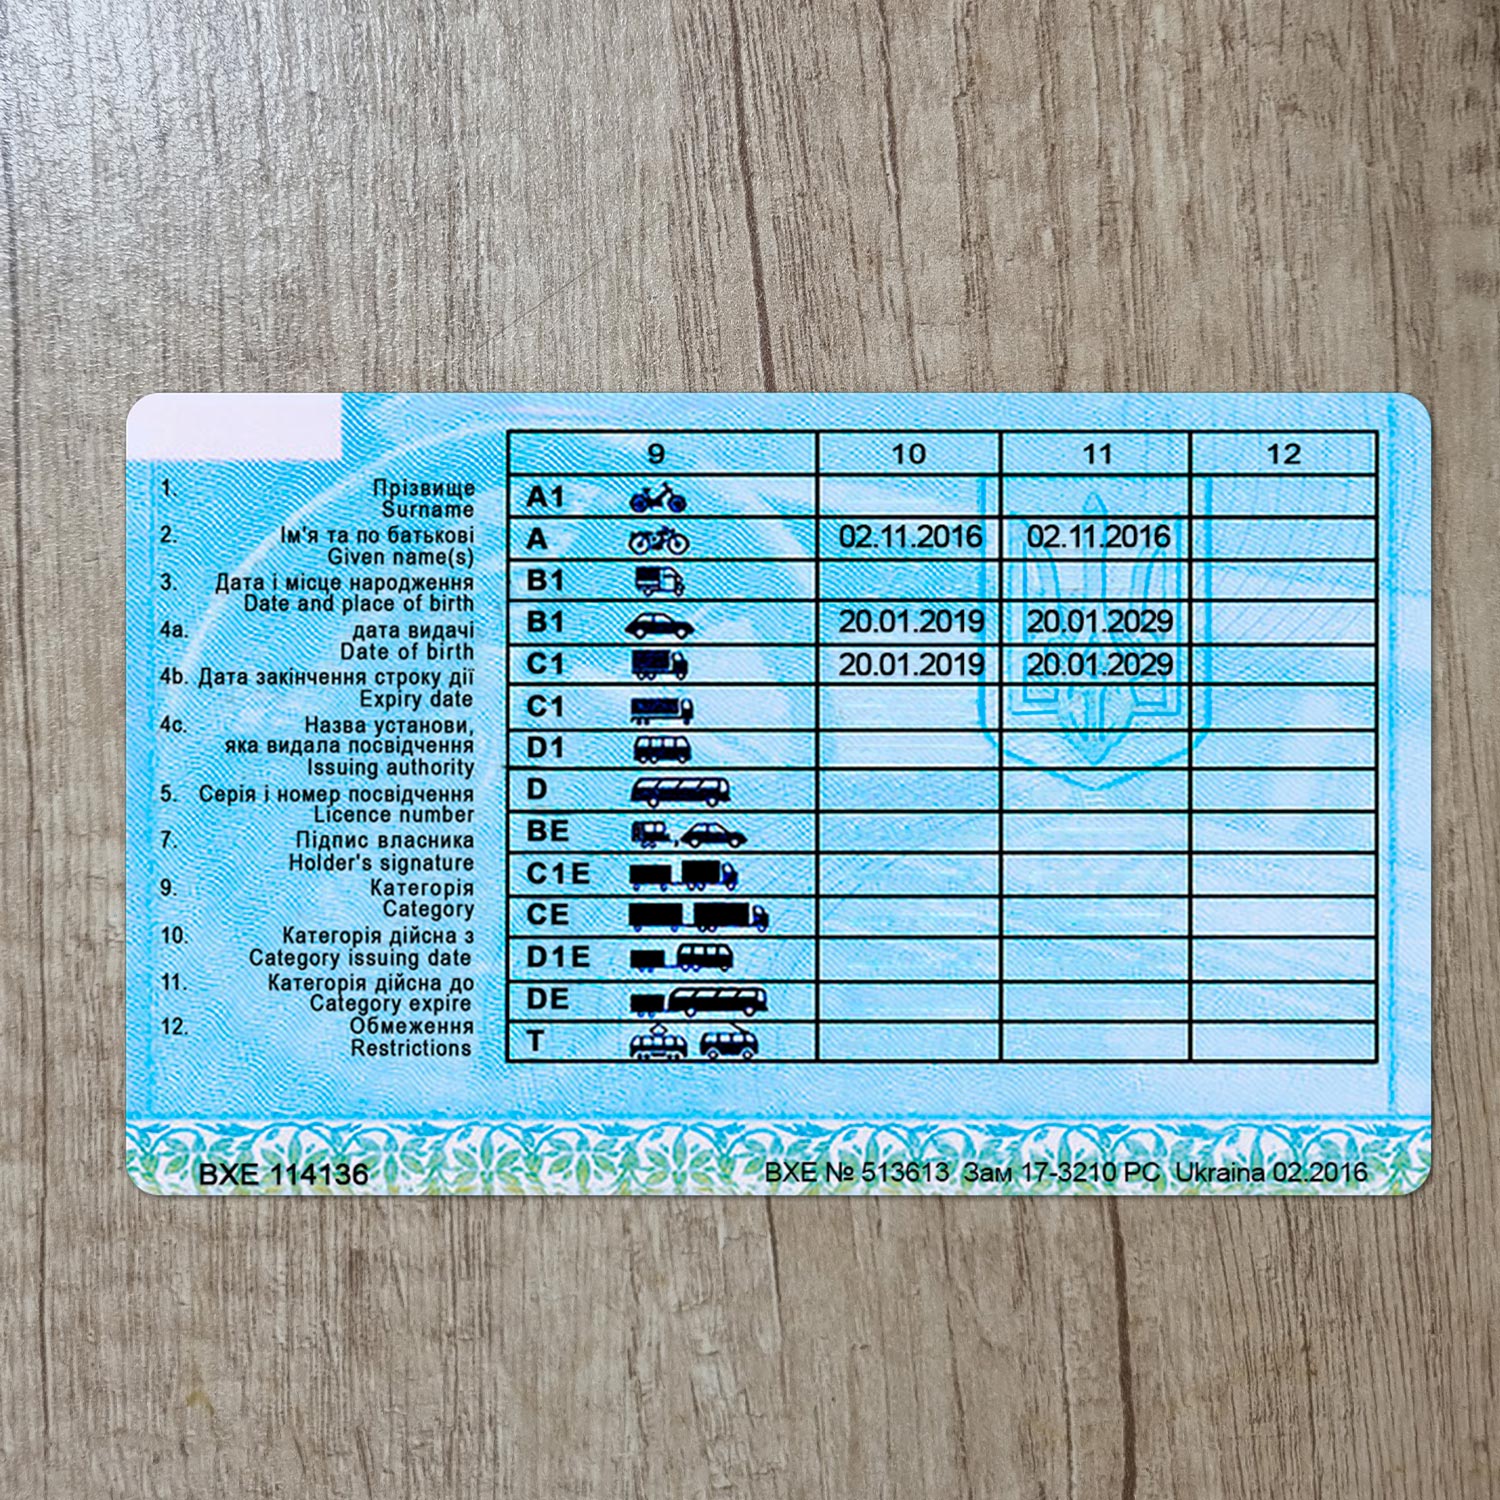 1. Прізвище
Surname
2. Ім'я та по батькові
Given name(s)
3. Дата і місце народження
Date and place of birth
4a. дата видачі
Date of birth
4b. Дата закінчення строку дії
Expiry date
4c. Назва установи,
яка видала посвідчення
Issuing authority
5. Серія і номер посвідчення
Licence number
7. Підпис власника
Holder's signature
9. Категорія
Category
10. Категорія дійсна з
Category issuing date
11. Категорія дійсна до
Category expire
12. Обмеження
Restrictions
9 10 11 12
A1
A 02.11.2016 02.11.2016
B1
B1 20.01.2019 20.01.2029
C1 20.01.2019 20.01.2029
C1
D1
D
BE
C1E
CE
D1E
DE
T
BXE 114136 BXE № 513613 Зам 17-3210 PC Ukraina 02.2016